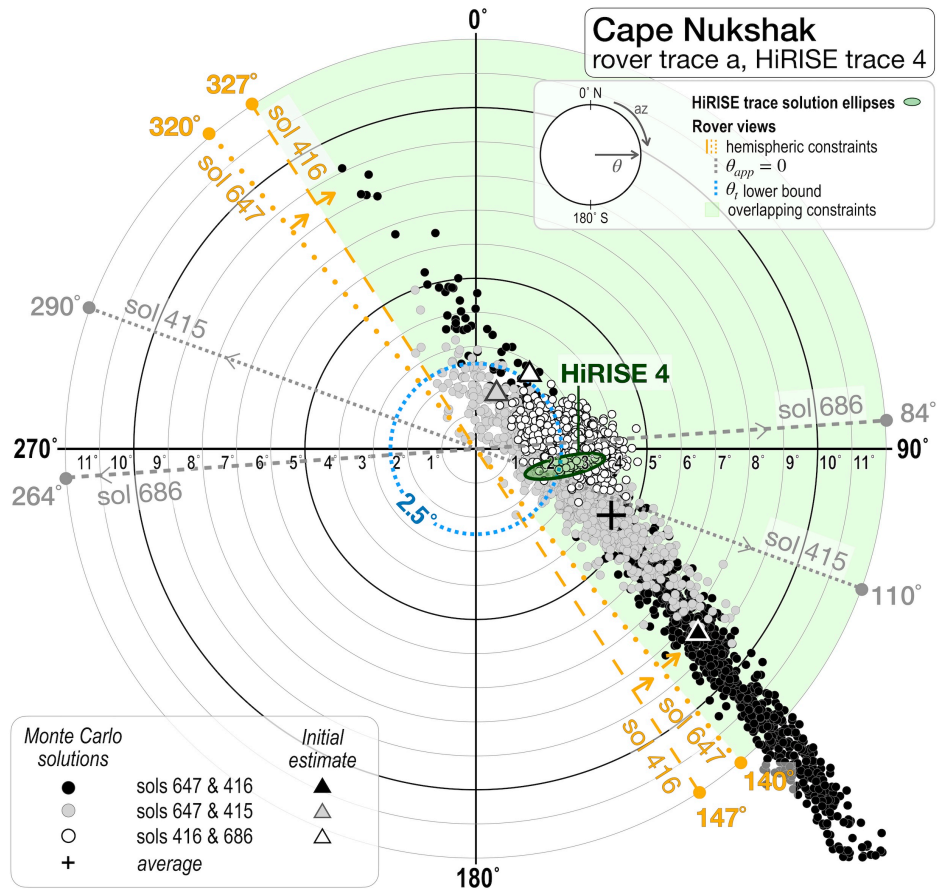 Cape Nukshak
rover trace a, HiRISE trace 4
0°
327°
320°
sol 416
sol 647
0° N
az
θ
180° S
HiRISE trace solution ellipses
Rover views
hemispheric constraints
θapp = 0
θt lower bound
overlapping constraints
290°
sol 415
HiRISE 4
sol 686
84°
270°
11° 10° 9° 8° 7° 6° 5° 4° 3° 2° 1°
1° 2° 3° 4° 5° 6° 7° 8° 9° 10° 11°
90°
264°
sol 686
2.5°
sol 415
110°
sol 647
sol 416
140°
147°
180°
Monte Carlo solutions
Initial estimate
sols 647 & 416
sols 647 & 415
sols 416 & 686
average